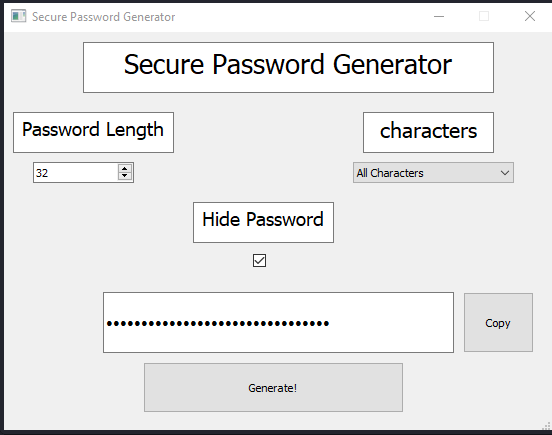 Secure Password Generator
Secure Password Generator
Password Length
characters
32
All Characters
Hide Password
••••••••••••••••••••••••••••••••
Copy
Generate!